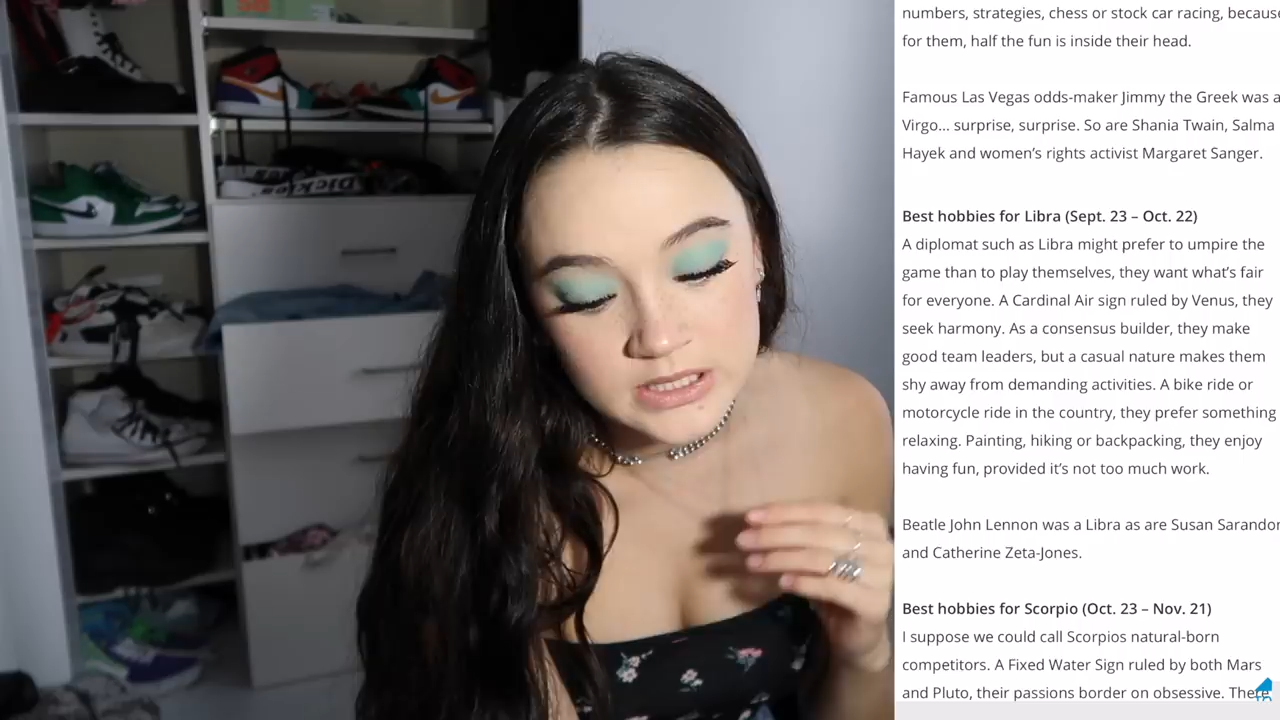 numbers, strategies, chess or stock car racing, because
for them, half the fun is inside their head.
Famous Las Vegas odds-maker Jimmy the Greek was a
Virgo... surprise, surprise. So are Shania Twain, Salma
Hayek and women’s rights activist Margaret Sanger.
Best hobbies for Libra (Sept. 23 – Oct. 22)
A diplomat such as Libra might prefer to umpire the
game than to play themselves, they want what’s fair
for everyone. A Cardinal Air sign ruled by Venus, they
seek harmony. As a consensus builder, they make
good team leaders, but a casual nature makes them
shy away from demanding activities. A bike ride or
motorcycle ride in the country, they prefer something
relaxing. Painting, hiking or backpacking, they enjoy
having fun, provided it’s not too much work.
Beatle John Lennon was a Libra as are Susan Sarandon
and Catherine Zeta-Jones.
Best hobbies for Scorpio (Oct. 23 – Nov. 21)
I suppose we could call Scorpios natural-born
competitors. A Fixed Water Sign ruled by both Mars
and Pluto, their passions border on obsessive. There
DICKIES